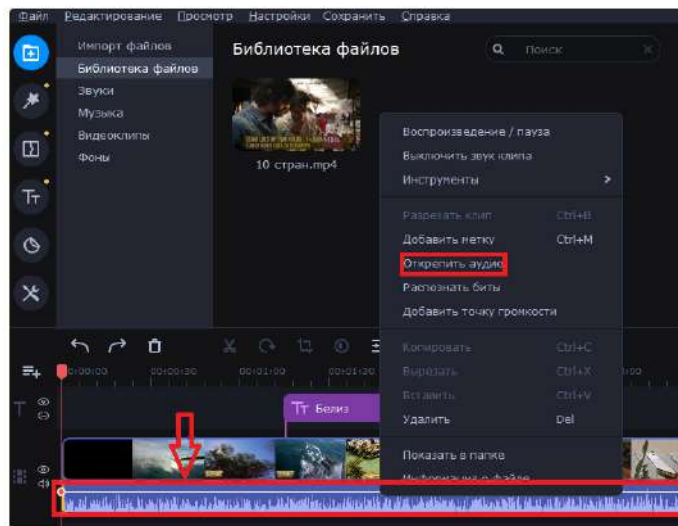 Файл Редактирование Просмотр Настройки Сохранить Справка
Импорт файлов
Библиотека файлов
Звуки
Музыка
Видеоклипы
Фоны
Библиотека файлов
Поиск
10 стран.mp4
Воспроизведение / пауза
Выключить звук клипа
Инструменты
Разрезать клип Ctrl+B
Добавить метку Ctrl+M
Открепить аудио
Распознать биты
Добавить точку громкости
Копировать Ctrl+C
Вырезать Ctrl+X
Вставить Ctrl+V
Удалить Del
Показать в папке
Информация о файле
00:00:00 00:00:30 00:01:00 00:01:30
Тт Белиз